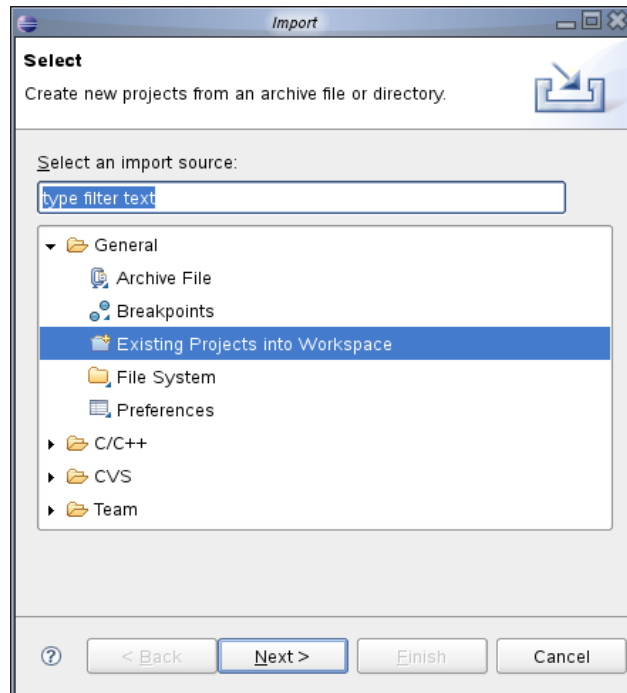 Import
Select
Create new projects from an archive file or directory.
Select an import source:
type filter text
General
Archive File
Breakpoints
Existing Projects into Workspace
File System
Preferences
C/C++
CVS
Team
? < Back Next > Finish Cancel